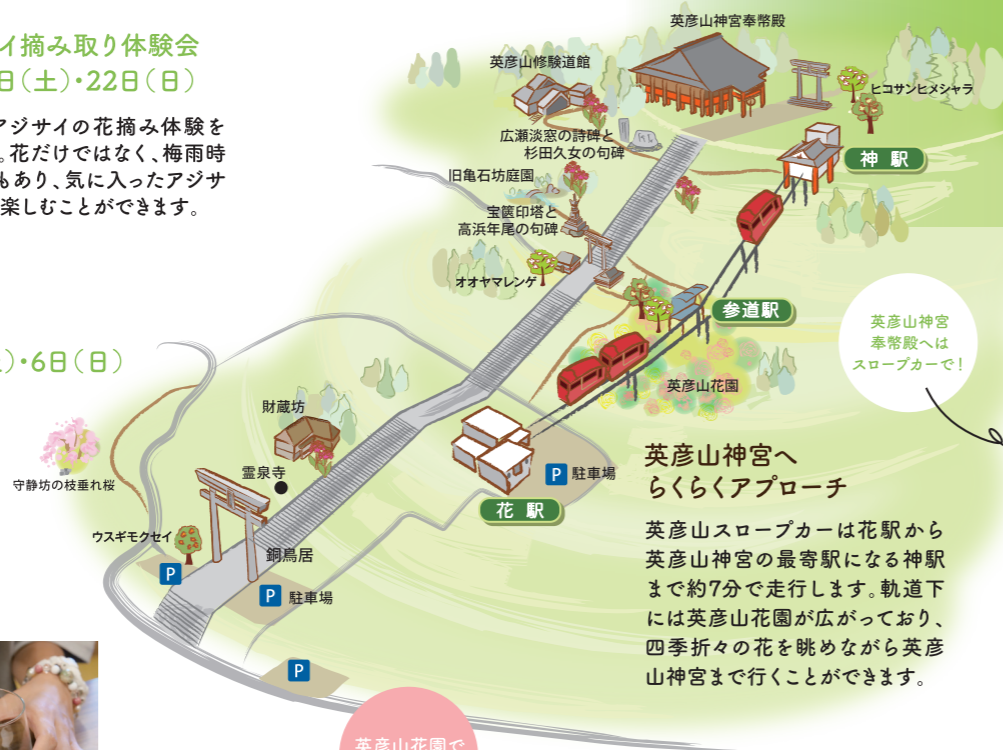 イ摘み取り体験会
日(土)・22日(日)
アジサイの花摘み体験を
。花だけではなく、梅雨時
もあり、気に入ったアジサ
楽しむことができます。
)・6日(日)
英彦山神宮奉幣殿
英彦山修験道館
ヒコサンヒメシャラ
広瀬淡窓の詩碑と
杉田久女の句碑
神 駅
旧亀石坊庭園
宝篋印塔と
高浜年尾の句碑
オオヤマレンゲ
参道駅
英彦山神宮
奉幣殿へは
スロープカーで!
英彦山花園
財蔵坊
守静坊の枝垂れ桜
霊泉寺
P 駐車場
花 駅
ウスギモクセイ
銅鳥居
P
P 駐車場
P
英彦山神宮へ
らくらくアプローチ
英彦山スロープカーは花駅から
英彦山神宮の最寄駅になる神駅
まで約7分で走行します。軌道下
には英彦山花園が広がっており、
四季折々の花を眺めながら英彦
山神宮まで行くことができます。
英彦山花園で